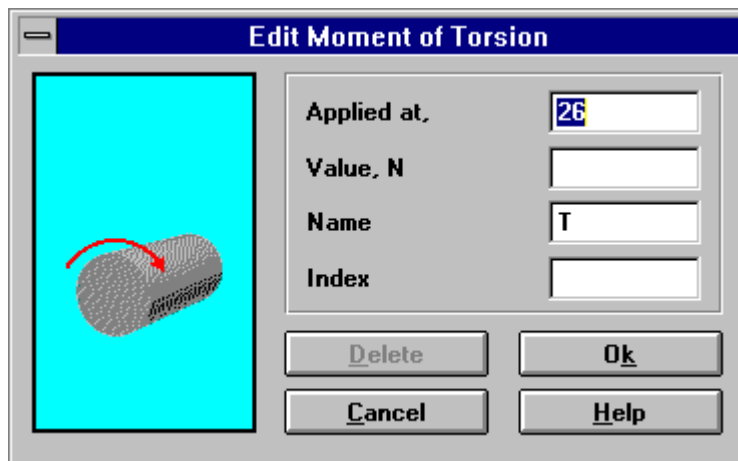 Edit Moment of Torsion
Applied at, 26
Value, N
Name T
Index
Delete Ok
Cancel Help